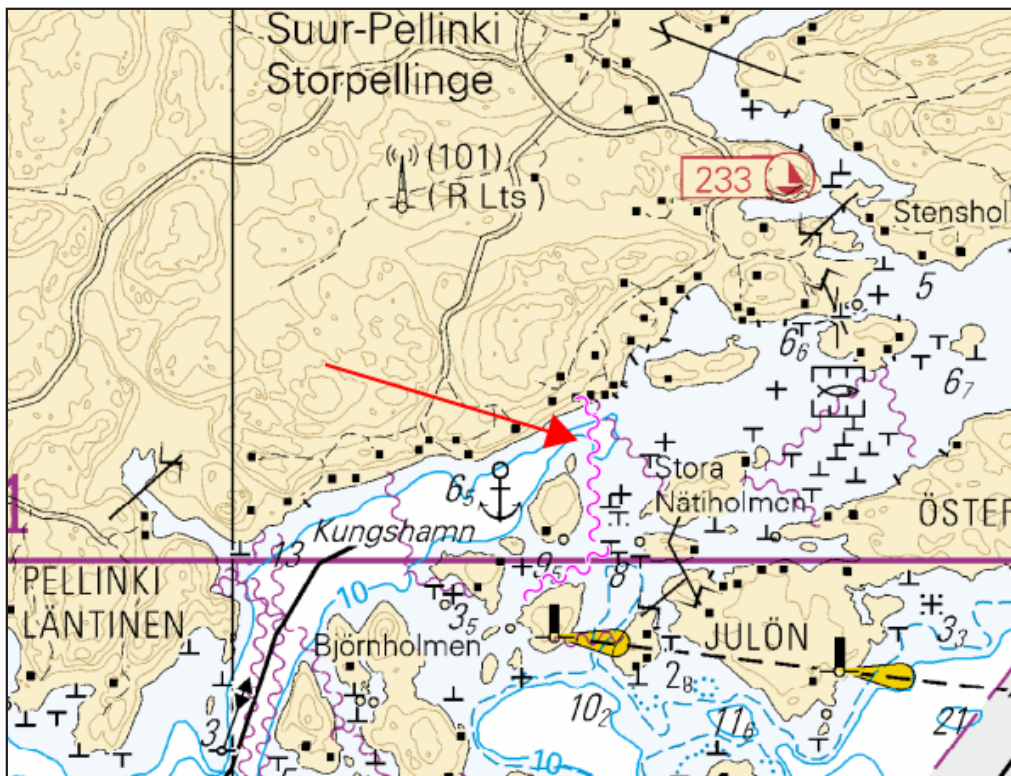 Suur-Pellinki
Storpellinge
(101)
(R Lts)
233
Stenshol
5
6₆
6₇
Stora
Nätiholmen
ÖSTER
6₅
Kungshamn
1
13
9₅
8
PELLINKI
LÄNTINEN
10
3₅
3₃
Björnholmen
JULÖN
2₈
10₂
11₆
21
3
10